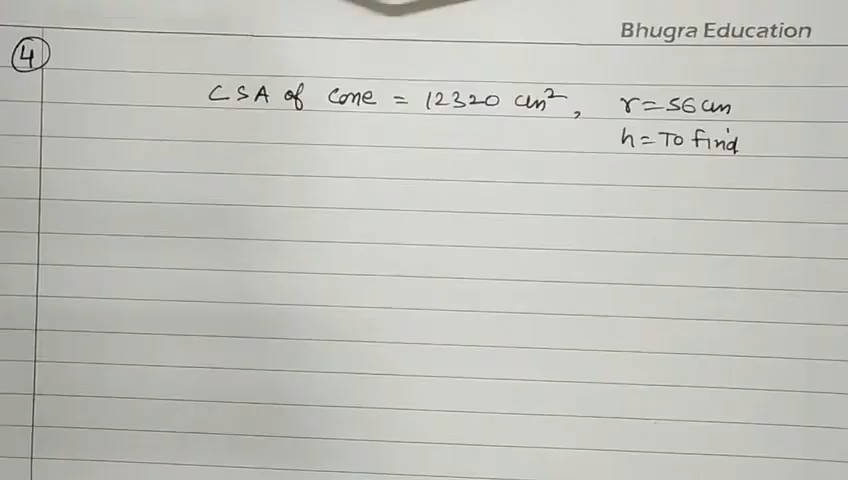 Bhugra Education
4
CSA of Cone = 12320 cm², r = 56 cm
h = To find